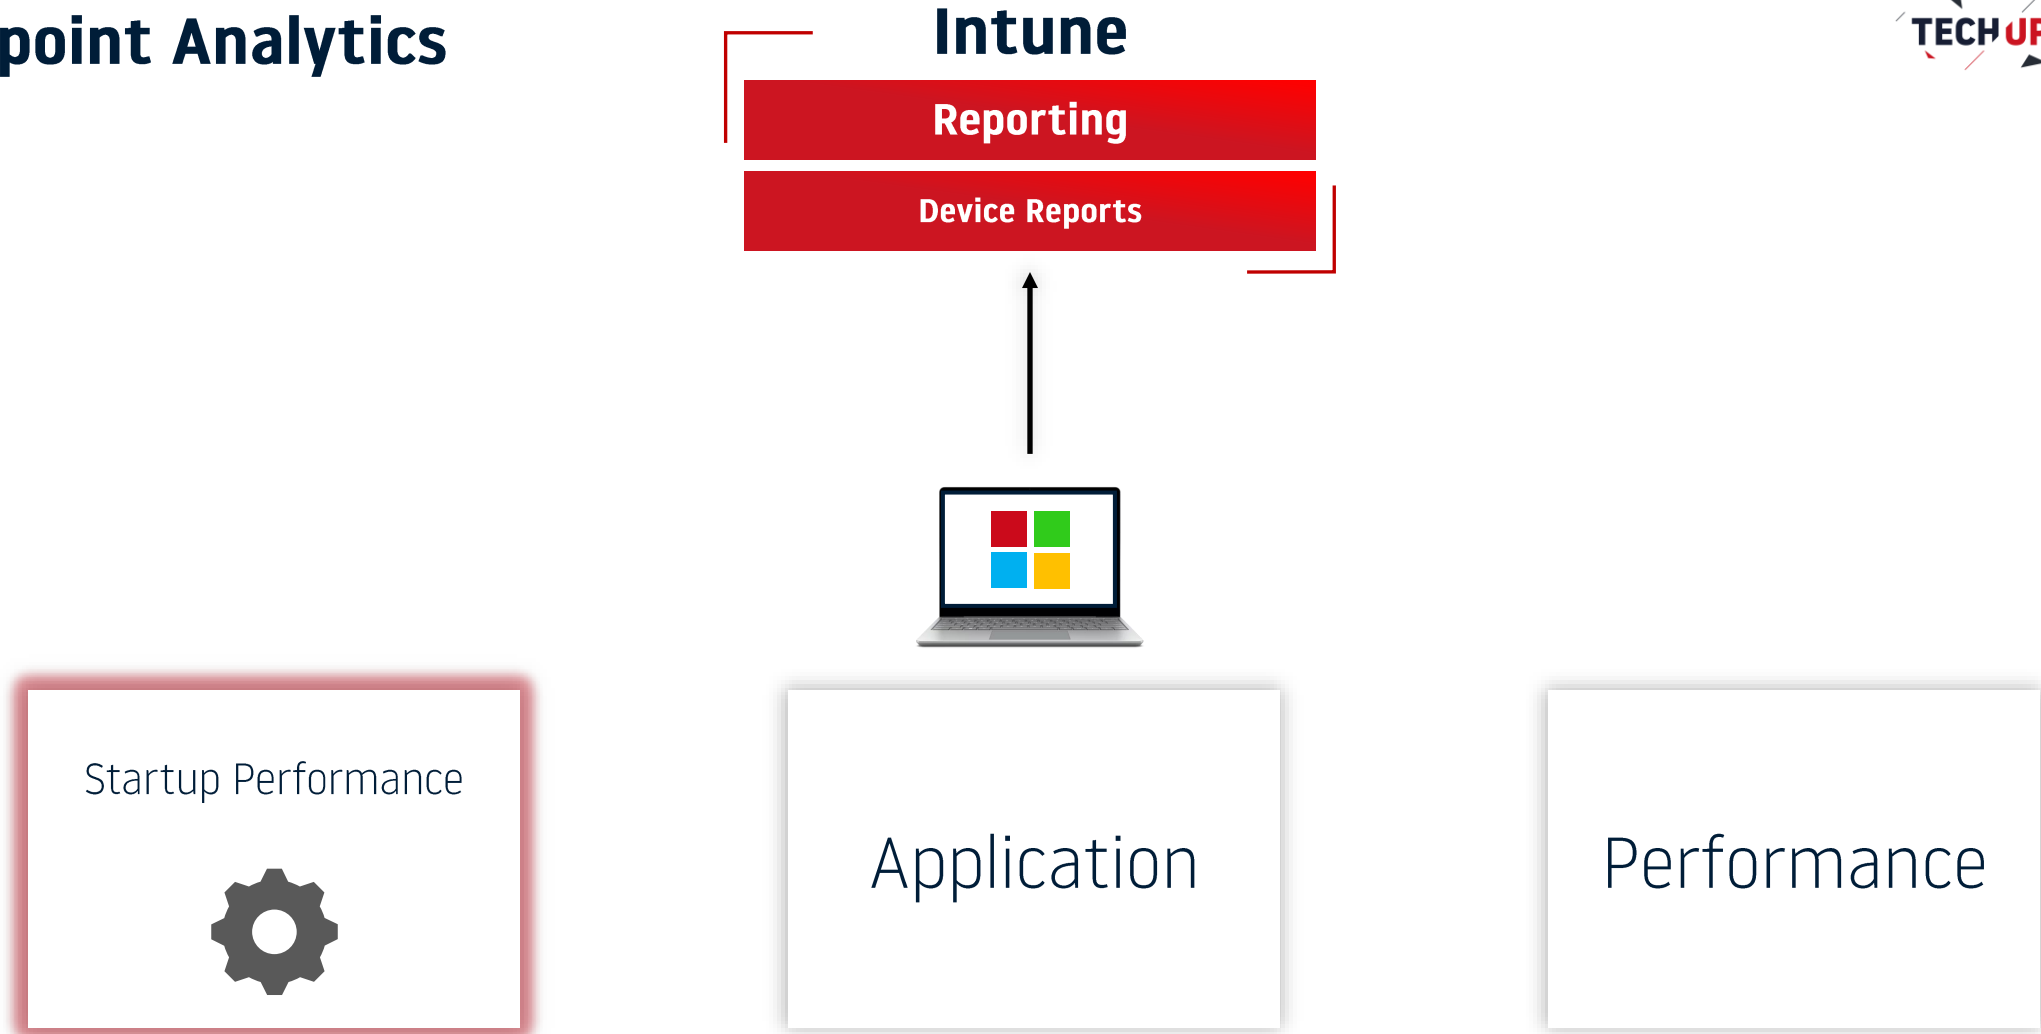 point Analytics
Intune
TECH UP
Reporting
Device Reports
Startup Performance
Application
Performance